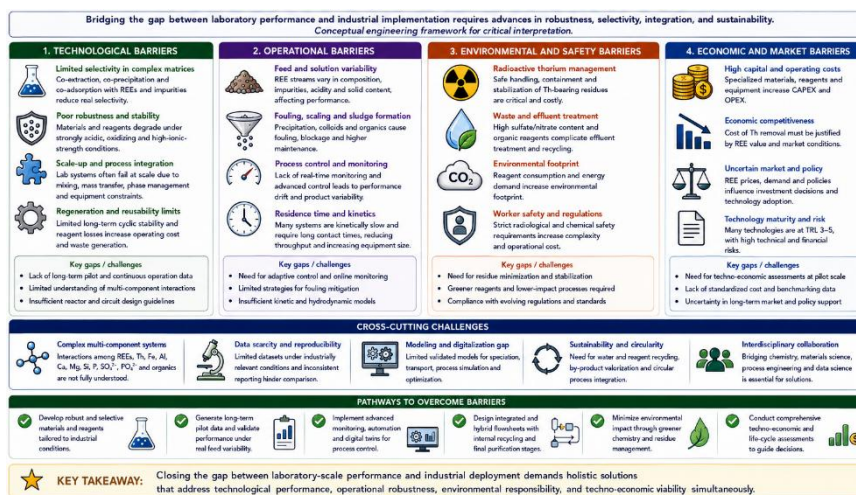 Bridging the gap between laboratory performance and industrial implementation requires advances in robustness, selectivity, integration, and sustainability.
Conceptual engineering framework for critical interpretation.
1. TECHNOLOGICAL BARRIERS
Limited selectivity in complex matrices
Co-extraction, co-precipitation and
co-adsorption with REEs and impurities
reduce real selectivity.
Poor robustness and stability
Materials and reagents degrade under
strongly acidic, oxidizing and high-ionic-
strength conditions.
Scale-up and process integration
Lab systems often fail at scale due to
mixing, mass transfer, phase management
and equipment constraints.
Regeneration and reusability limits
Limited long-term cyclic stability and
reagent losses increase operating cost
and waste generation.
Key gaps / challenges
• Lack of long-term pilot and continuous operation data
• Limited understanding of multi-component interactions
• Insufficient reactor and circuit design guidelines
2. OPERATIONAL BARRIERS
Feed and solution variability
REE streams vary in composition,
impurities, acidity and solid content,
affecting performance.
Fouling, scaling and sludge formation
Precipitation, colloids and organics cause
fouling, blockage and higher
maintenance.
Process control and monitoring
Lack of real-time monitoring and
advanced control leads to performance
drift and product variability.
Residence time and kinetics
Many systems are kinetically slow and
require long contact times, reducing
throughput and increasing equipment size.
Key gaps / challenges
• Need for adaptive control and online monitoring
• Limited strategies for fouling mitigation
• Insufficient kinetic and hydrodynamic models
3. ENVIRONMENTAL AND SAFETY BARRIERS
Radioactive thorium management
Safe handling, containment and
stabilization of Th-bearing residues
are critical and costly.
Waste and effluent treatment
High sulfate/nitrate content and
organic reagents complicate effluent
treatment and recycling.
CO₂
Environmental footprint
Reagent consumption and energy
demand increase environmental
footprint.
Worker safety and regulations
Strict radiological and chemical safety
requirements increase complexity
and operational cost.
Key gaps / challenges
• Need for residue minimization and stabilization
• Greener reagents and lower-impact processes required
• Compliance with evolving regulations and standards
4. ECONOMIC AND MARKET BARRIERS
High capital and operating costs
Specialized materials, reagents and
equipment increase CAPEX and
OPEX.
Economic competitiveness
Cost of Th removal must be justified
by REE value and market conditions.
Uncertain market and policy
REE prices, demand and policies
influence investment decisions and
technology adoption.
Technology maturity and risk
Many technologies are at TRL 3–5,
with high technical and financial
risks.
Key gaps / challenges
• Need for techno-economic assessments at pilot scale
• Lack of standardized cost and benchmarking data
• Uncertainty in long-term market and policy support
CROSS-CUTTING CHALLENGES
Complex multi-component systems
Interactions among REEs, Th, Fe, Al,
Ca, Mg, Si, P, SO₄²⁻, PO₄³⁻ and organics
are not fully understood.
Data scarcity and reproducibility
Limited datasets under industrially
relevant conditions and inconsistent
reporting hinder comparison.
Modeling and digitalization gap
Limited validated models for speciation,
transport, process simulation and
optimization.
Sustainability and circularity
Need for water and reagent recycling,
by-product valorization and circular
process integration.
Interdisciplinary collaboration
Bridging chemistry, materials science,
process engineering and data science
is essential for solutions.
PATHWAYS TO OVERCOME BARRIERS
Develop robust and selective
materials and reagents
tailored to industrial
conditions.
Generate long-term
pilot data and validate
performance under
real feed variability.
Implement advanced
monitoring, automation
and digital twins for
process control.
Design integrated and
hybrid flowsheets with
internal recycling and
final purification stages.
Minimize environmental
impact through greener
chemistry and residue
management.
Conduct comprehensive
techno-economic and
life-cycle assessments
to guide decisions.
KEY TAKEAWAY: Closing the gap between laboratory-scale performance and industrial deployment demands holistic solutions
that address technological performance, operational robustness, environmental responsibility, and techno-economic viability simultaneously.